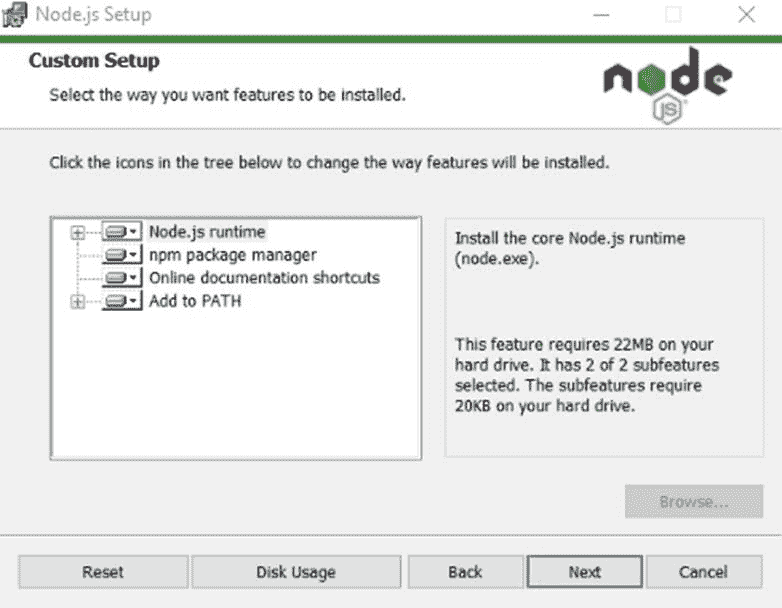 Node.js Setup
Custom Setup
Select the way you want features to be installed.
node
JS
Click the icons in the tree below to change the way features will be installed.
Node.js runtime
npm package manager
Online documentation shortcuts
Add to PATH
Install the core Node.js runtime
(node.exe).
This feature requires 22MB on your
hard drive. It has 2 of 2 subfeatures
selected. The subfeatures require
20KB on your hard drive.
Browse...
Reset
Disk Usage
Back
Next
Cancel